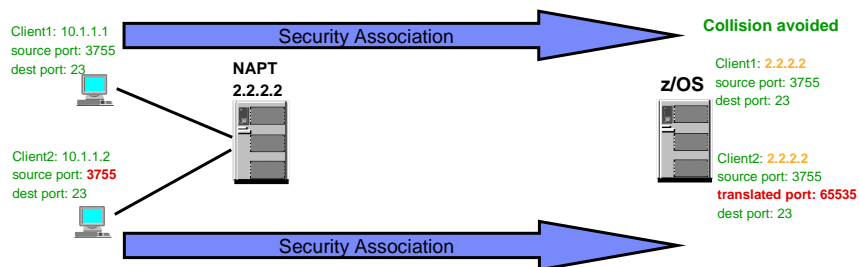 Security Association
Collision avoided
Client1: 10.1.1.1
source port: 3755
dest port: 23
NAPT
2.2.2.2
z/OS
Client1: 2.2.2.2
source port: 3755
dest port: 23
Client2: 10.1.1.2
source port: 3755
dest port: 23
Client2: 2.2.2.2
source port: 3755
translated port: 65535
dest port: 23
Security Association